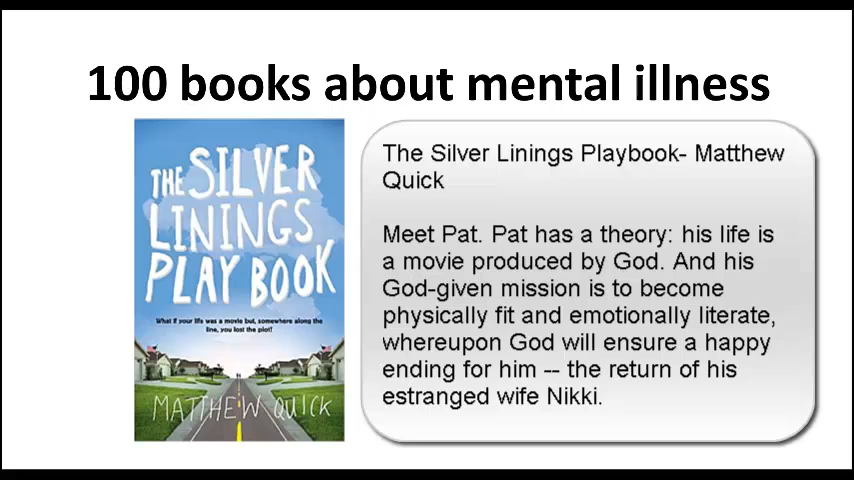 100 books about mental illness
THE SILVER
LININGS
PLAY BOOK
What if your life was a movie but, somewhere along the
line, you lost the plot?
MATTHEW QUICK
The Silver Linings Playbook- Matthew
Quick
Meet Pat. Pat has a theory: his life is
a movie produced by God. And his
God-given mission is to become
physically fit and emotionally literate,
whereupon God will ensure a happy
ending for him -- the return of his
estranged wife Nikki.